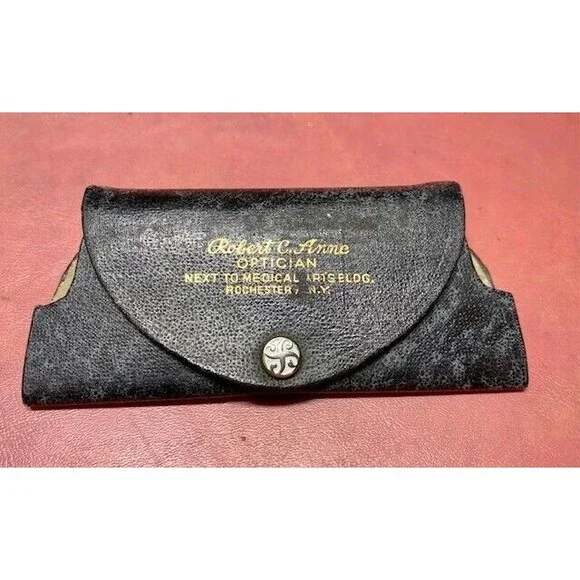 Robert C. Anne
OPTICIAN
NEXT TO MEDICAL ARTS BLDG.
ROCHESTER, N.Y.